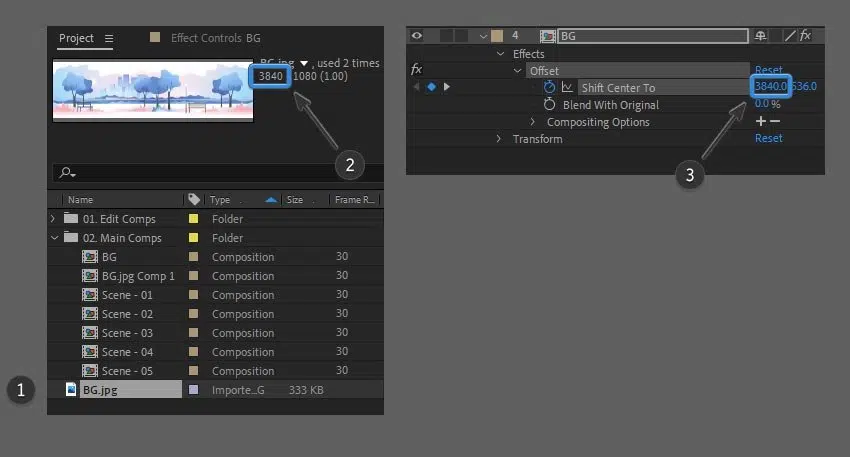 Project
Effect Controls BG
BG.jpg , used 2 times
3840 1080 (1.00)
2
Name Type Size Frame R...
01. Edit Comps Folder
02. Main Comps Folder
BG Composition 30
BG.jpg Comp 1 Composition 30
Scene - 01 Composition 30
Scene - 02 Composition 30
Scene - 03 Composition 30
Scene - 04 Composition 30
Scene - 05 Composition 30
1
BG.jpg Importe...G 333 KB
4 BG fx
Effects
fx Offset Reset
Shift Center To 3840.0 536.0
Blend With Original 0.0 %
Compositing Options + −
Transform Reset
3